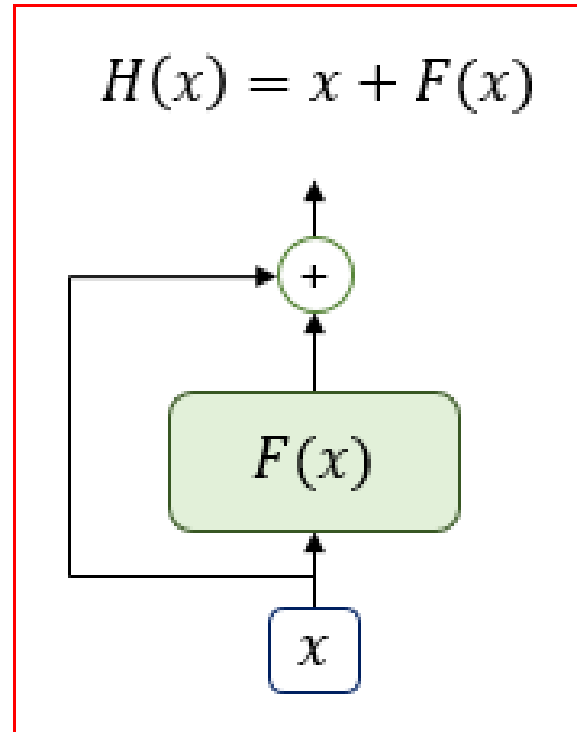 H(x) = x + F(x)
+
F(x)
x